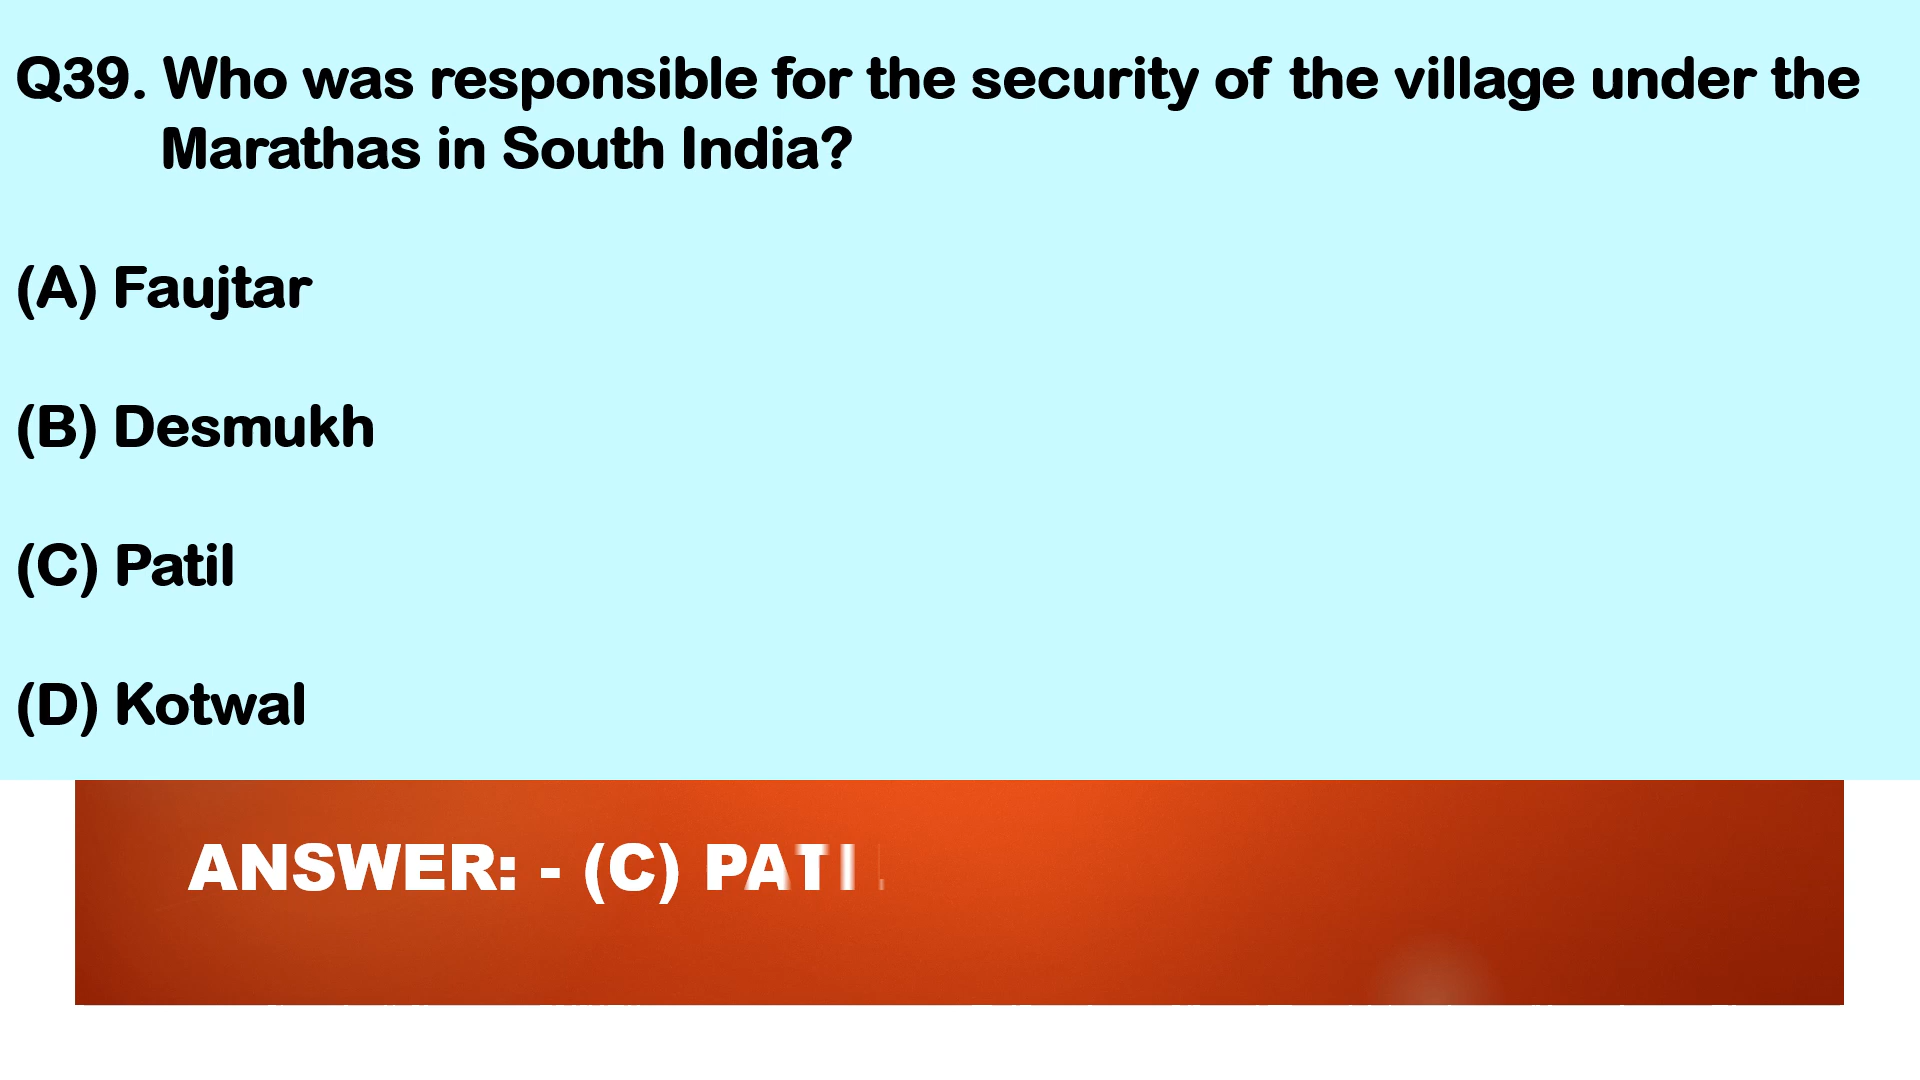 Q39. Who was responsible for the security of the village under the
Marathas in South India?
(A) Faujtar
(B) Desmukh
(C) Patil
(D) Kotwal
ANSWER: - (C) PATI